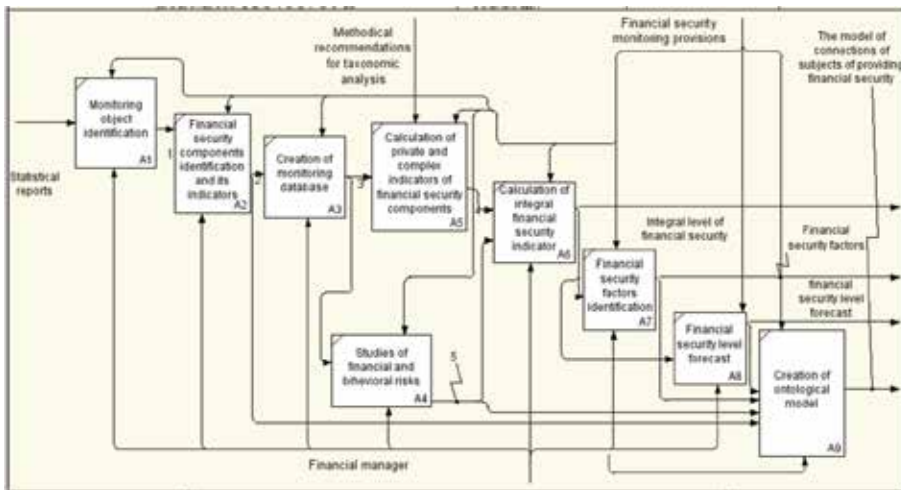 Methodical
recommendations
for taxonomic
analysis
Financial security
monitoring provisions
The model of
connections of
subjects of providing
financial security
Monitoring
object
identification
A1
Statistical
reports
1
Financial
security
components
identification
and its
indicators
A2
2
Creation of
monitoring
database
A3
3
Calculation of
private and
complex
indicators of
financial security
components
A5
4
Calculation of
integral
financial
security
indicator
A6
Integral level of
financial security
Financial
security factors
Financial
security
factors
identification
A7
financial
security level
forecast
Financial
security level
forecast
A8
Studies of
financial and
bihevoral risks
A4
5
Creation of
ontological
model
A9
Financial manager